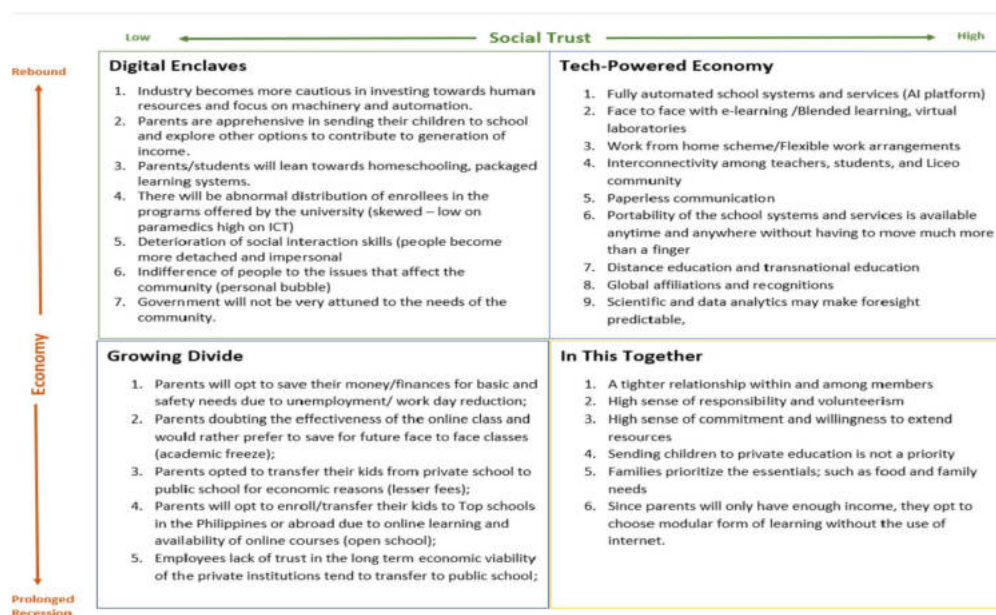 Low Social Trust High
Rebound
Digital Enclaves
1. Industry becomes more cautious in investing towards human
resources and focus on machinery and automation.
2. Parents are apprehensive in sending their children to school
and explore other options to contribute to generation of
income.
3. Parents/students will lean towards homeschooling, packaged
learning systems.
4. There will be abnormal distribution of enrollees in the
programs offered by the university (skewed – low on
paramedics high on ICT)
5. Deterioration of social interaction skills (people become
more detached and impersonal
6. Indifference of people to the issues that affect the
community (personal bubble)
7. Government will not be very attuned to the needs of the
community.
Tech-Powered Economy
1. Fully automated school systems and services (AI platform)
2. Face to face with e-learning /Blended learning, virtual
laboratories
3. Work from home scheme/Flexible work arrangements
4. Interconnectivity among teachers, students, and Liceo
community
5. Paperless communication
6. Portability of the school systems and services is available
anytime and anywhere without having to move much more
than a finger
7. Distance education and transnational education
8. Global affiliations and recognitions
9. Scientific and data analytics may make foresight
predictable,
Economy
Growing Divide
1. Parents will opt to save their money/finances for basic and
safety needs due to unemployment/ work day reduction;
2. Parents doubting the effectiveness of the online class and
would rather prefer to save for future face to face classes
(academic freeze);
3. Parents opted to transfer their kids from private school to
public school for economic reasons (lesser fees);
4. Parents will opt to enroll/transfer their kids to Top schools
in the Philippines or abroad due to online learning and
availability of online courses (open school);
5. Employees lack of trust in the long term economic viability
of the private institutions tend to transfer to public school;
In This Together
1. A tighter relationship within and among members
2. High sense of responsibility and volunteerism
3. High sense of commitment and willingness to extend
resources
4. Sending children to private education is not a priority
5. Families prioritize the essentials; such as food and family
needs
6. Since parents will only have enough income, they opt to
choose modular form of learning without the use of
internet.
Prolonged
Recession